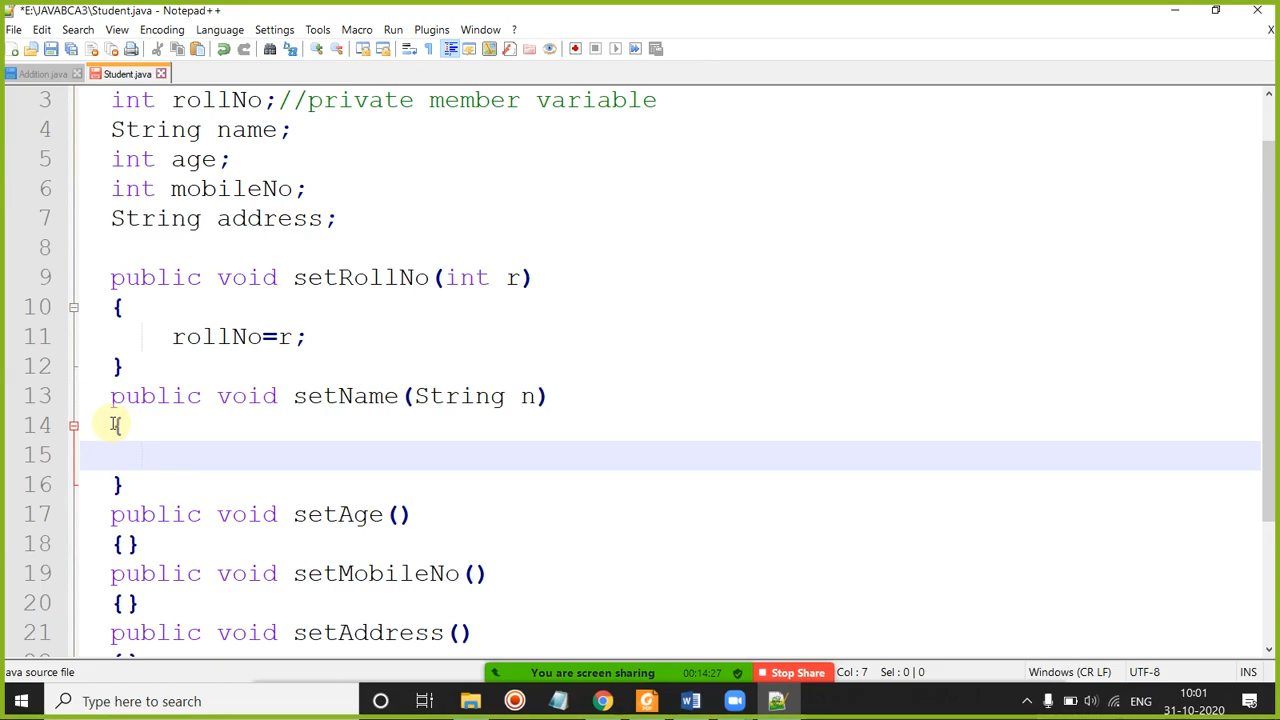 *E:\JAVABCA3\Student.java - Notepad++
File Edit Search View Encoding Language Settings Tools Macro Run Plugins Window ? X
Addition.java Student.java
3 int rollNo;//private member variable
4 String name;
5 int age;
6 int mobileNo;
7 String address;
8
9 public void setRollNo(int r)
10 {
11 rollNo=r;
12 }
13 public void setName(String n)
14 {
15
16 }
17 public void setAge()
18 {}
19 public void setMobileNo()
20 {}
21 public void setAddress()
ava source file You are screen sharing 00:14:27 Stop Share Col : 7 Sel : 0 | 0 Windows (CR LF) UTF-8 INS
Type here to search ENG 10:01
31-10-2020